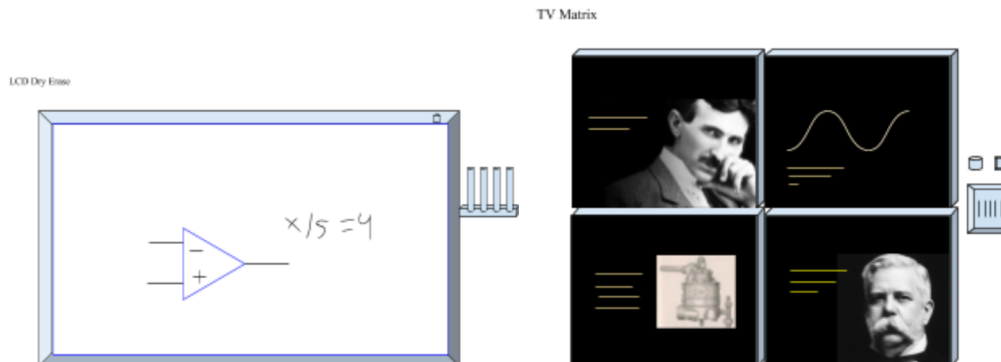 TV Matrix
LCD Dry Erase
x/5 =4
−
+